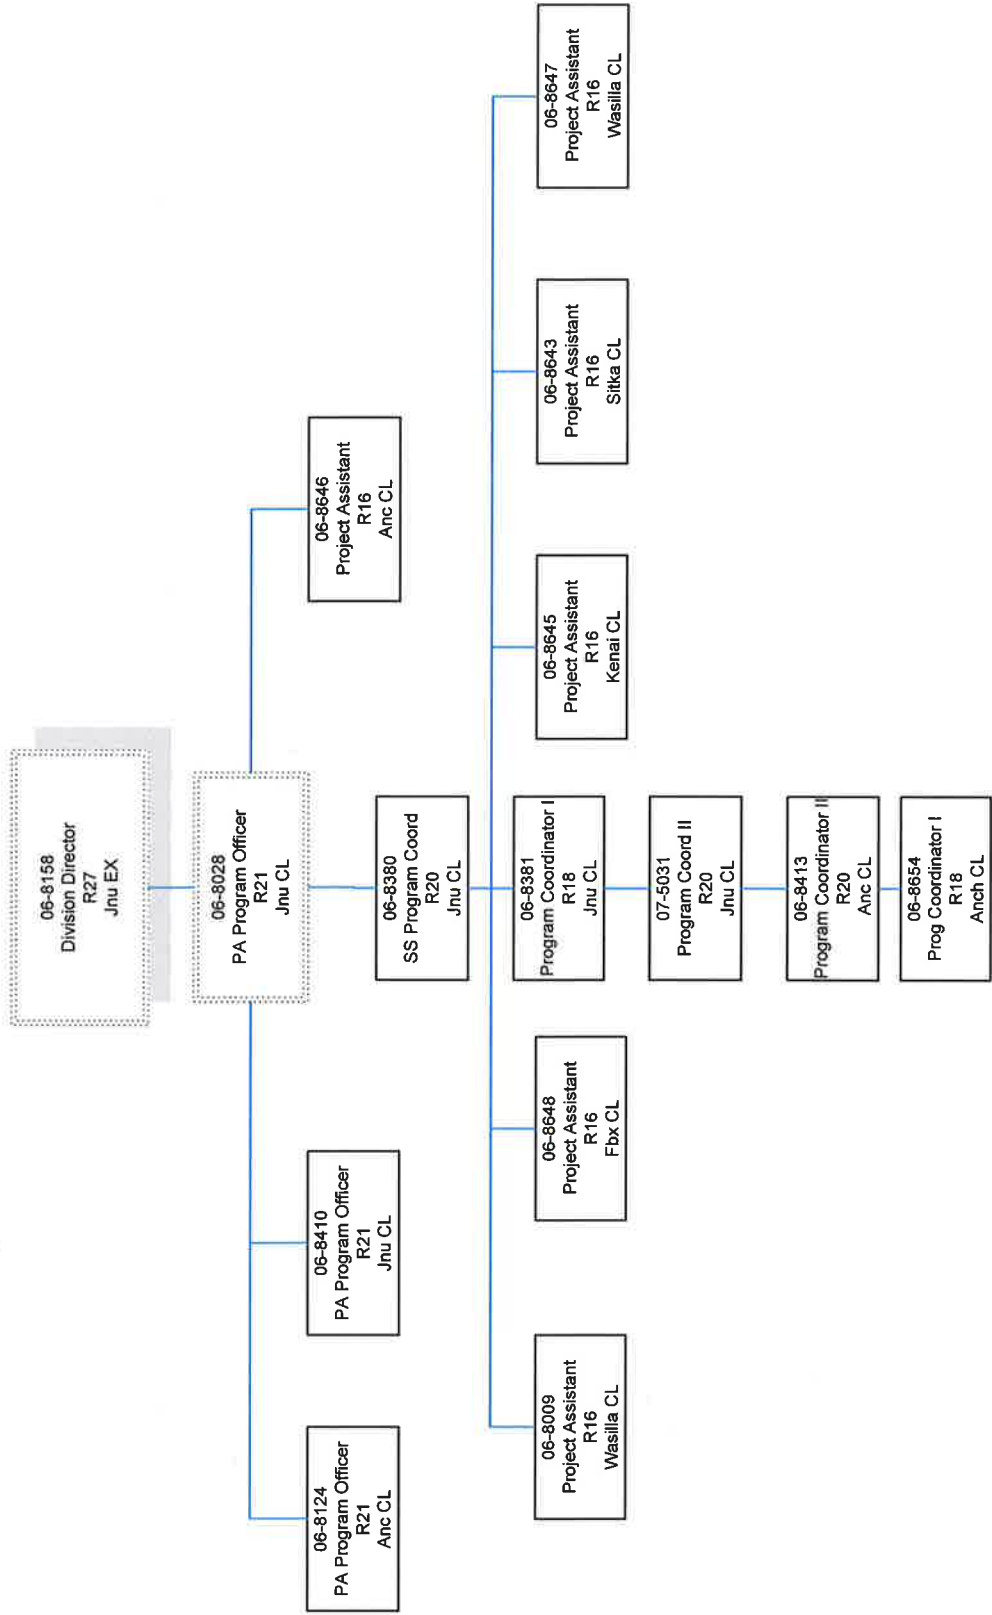 06-8158
Division Director
R27
Jnu EX
06-8028
PA Program Officer
R21
Jnu CL
06-8124
PA Program Officer
R21
Anc CL
06-8410
PA Program Officer
R21
Jnu CL
06-8646
Project Assistant
R16
Anc CL
06-8380
SS Program Coord
R20
Jnu CL
06-8009
Project Assistant
R16
Wasilla CL
06-8648
Project Assistant
R16
Fbx CL
06-8381
Program Coordinator I
R18
Jnu CL
06-8645
Project Assistant
R16
Kenai CL
06-8643
Project Assistant
R16
Sitka CL
06-8647
Project Assistant
R16
Wasilla CL
07-5031
Program Coord II
R20
Jnu CL
06-8413
Program Coordinator II
R20
Anc CL
06-8654
Prog Coordinator I
R18
Anch CL